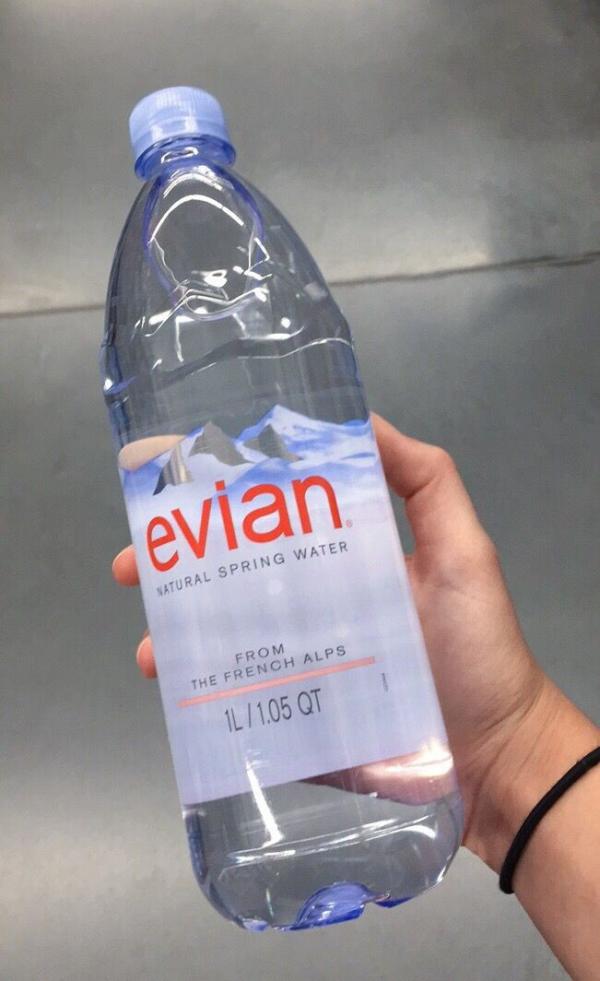 evian®
NATURAL SPRING WATER
FROM
THE FRENCH ALPS
1L / 1.05 QT